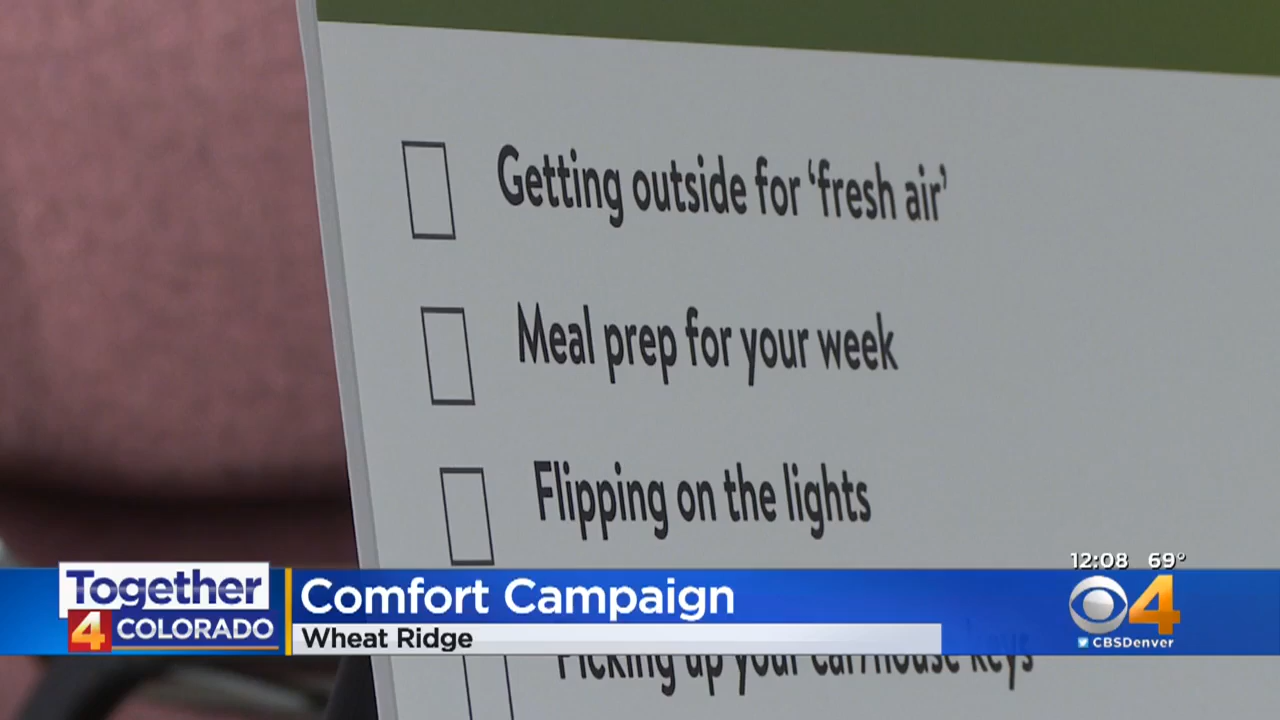 Getting outside for ‘fresh air’
Meal prep for your week
Flipping on the lights
Picking up your car/house keys
12:08 69°
Together
4 COLORADO
Comfort Campaign
Wheat Ridge
4
CBSDenver